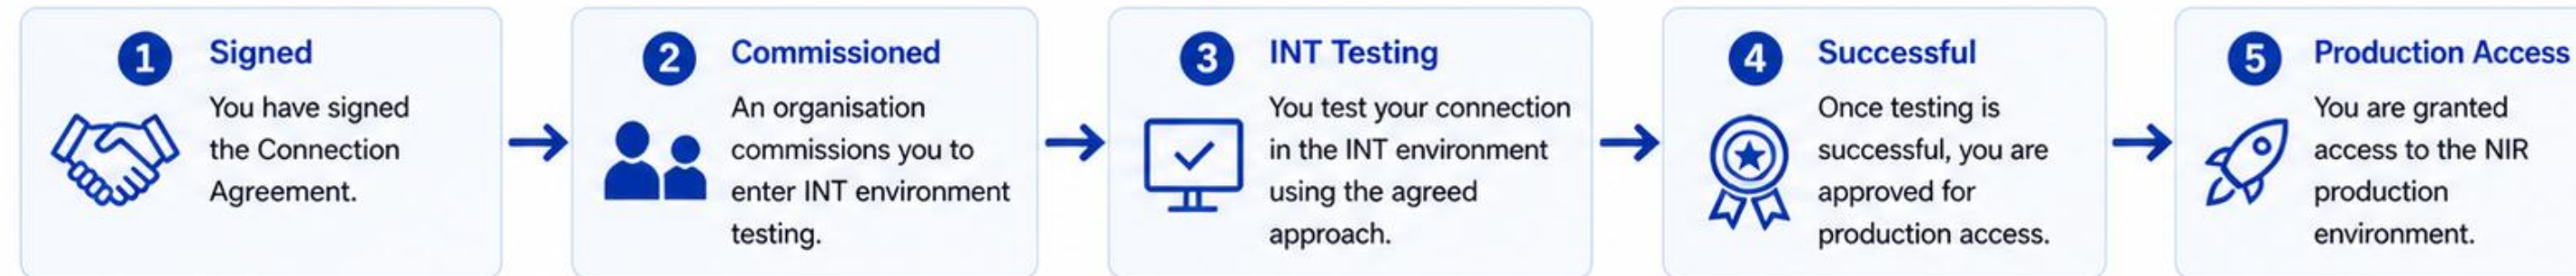 1
Signed
You have signed
the Connection
Agreement.
2
Commissioned
An organisation
commissions you to
enter INT environment
testing.
3
INT Testing
You test your connection
in the INT environment
using the agreed
approach.
4
Successful
Once testing is
successful, you are
approved for
production access.
5
Production Access
You are granted
access to the NIR
production
environment.